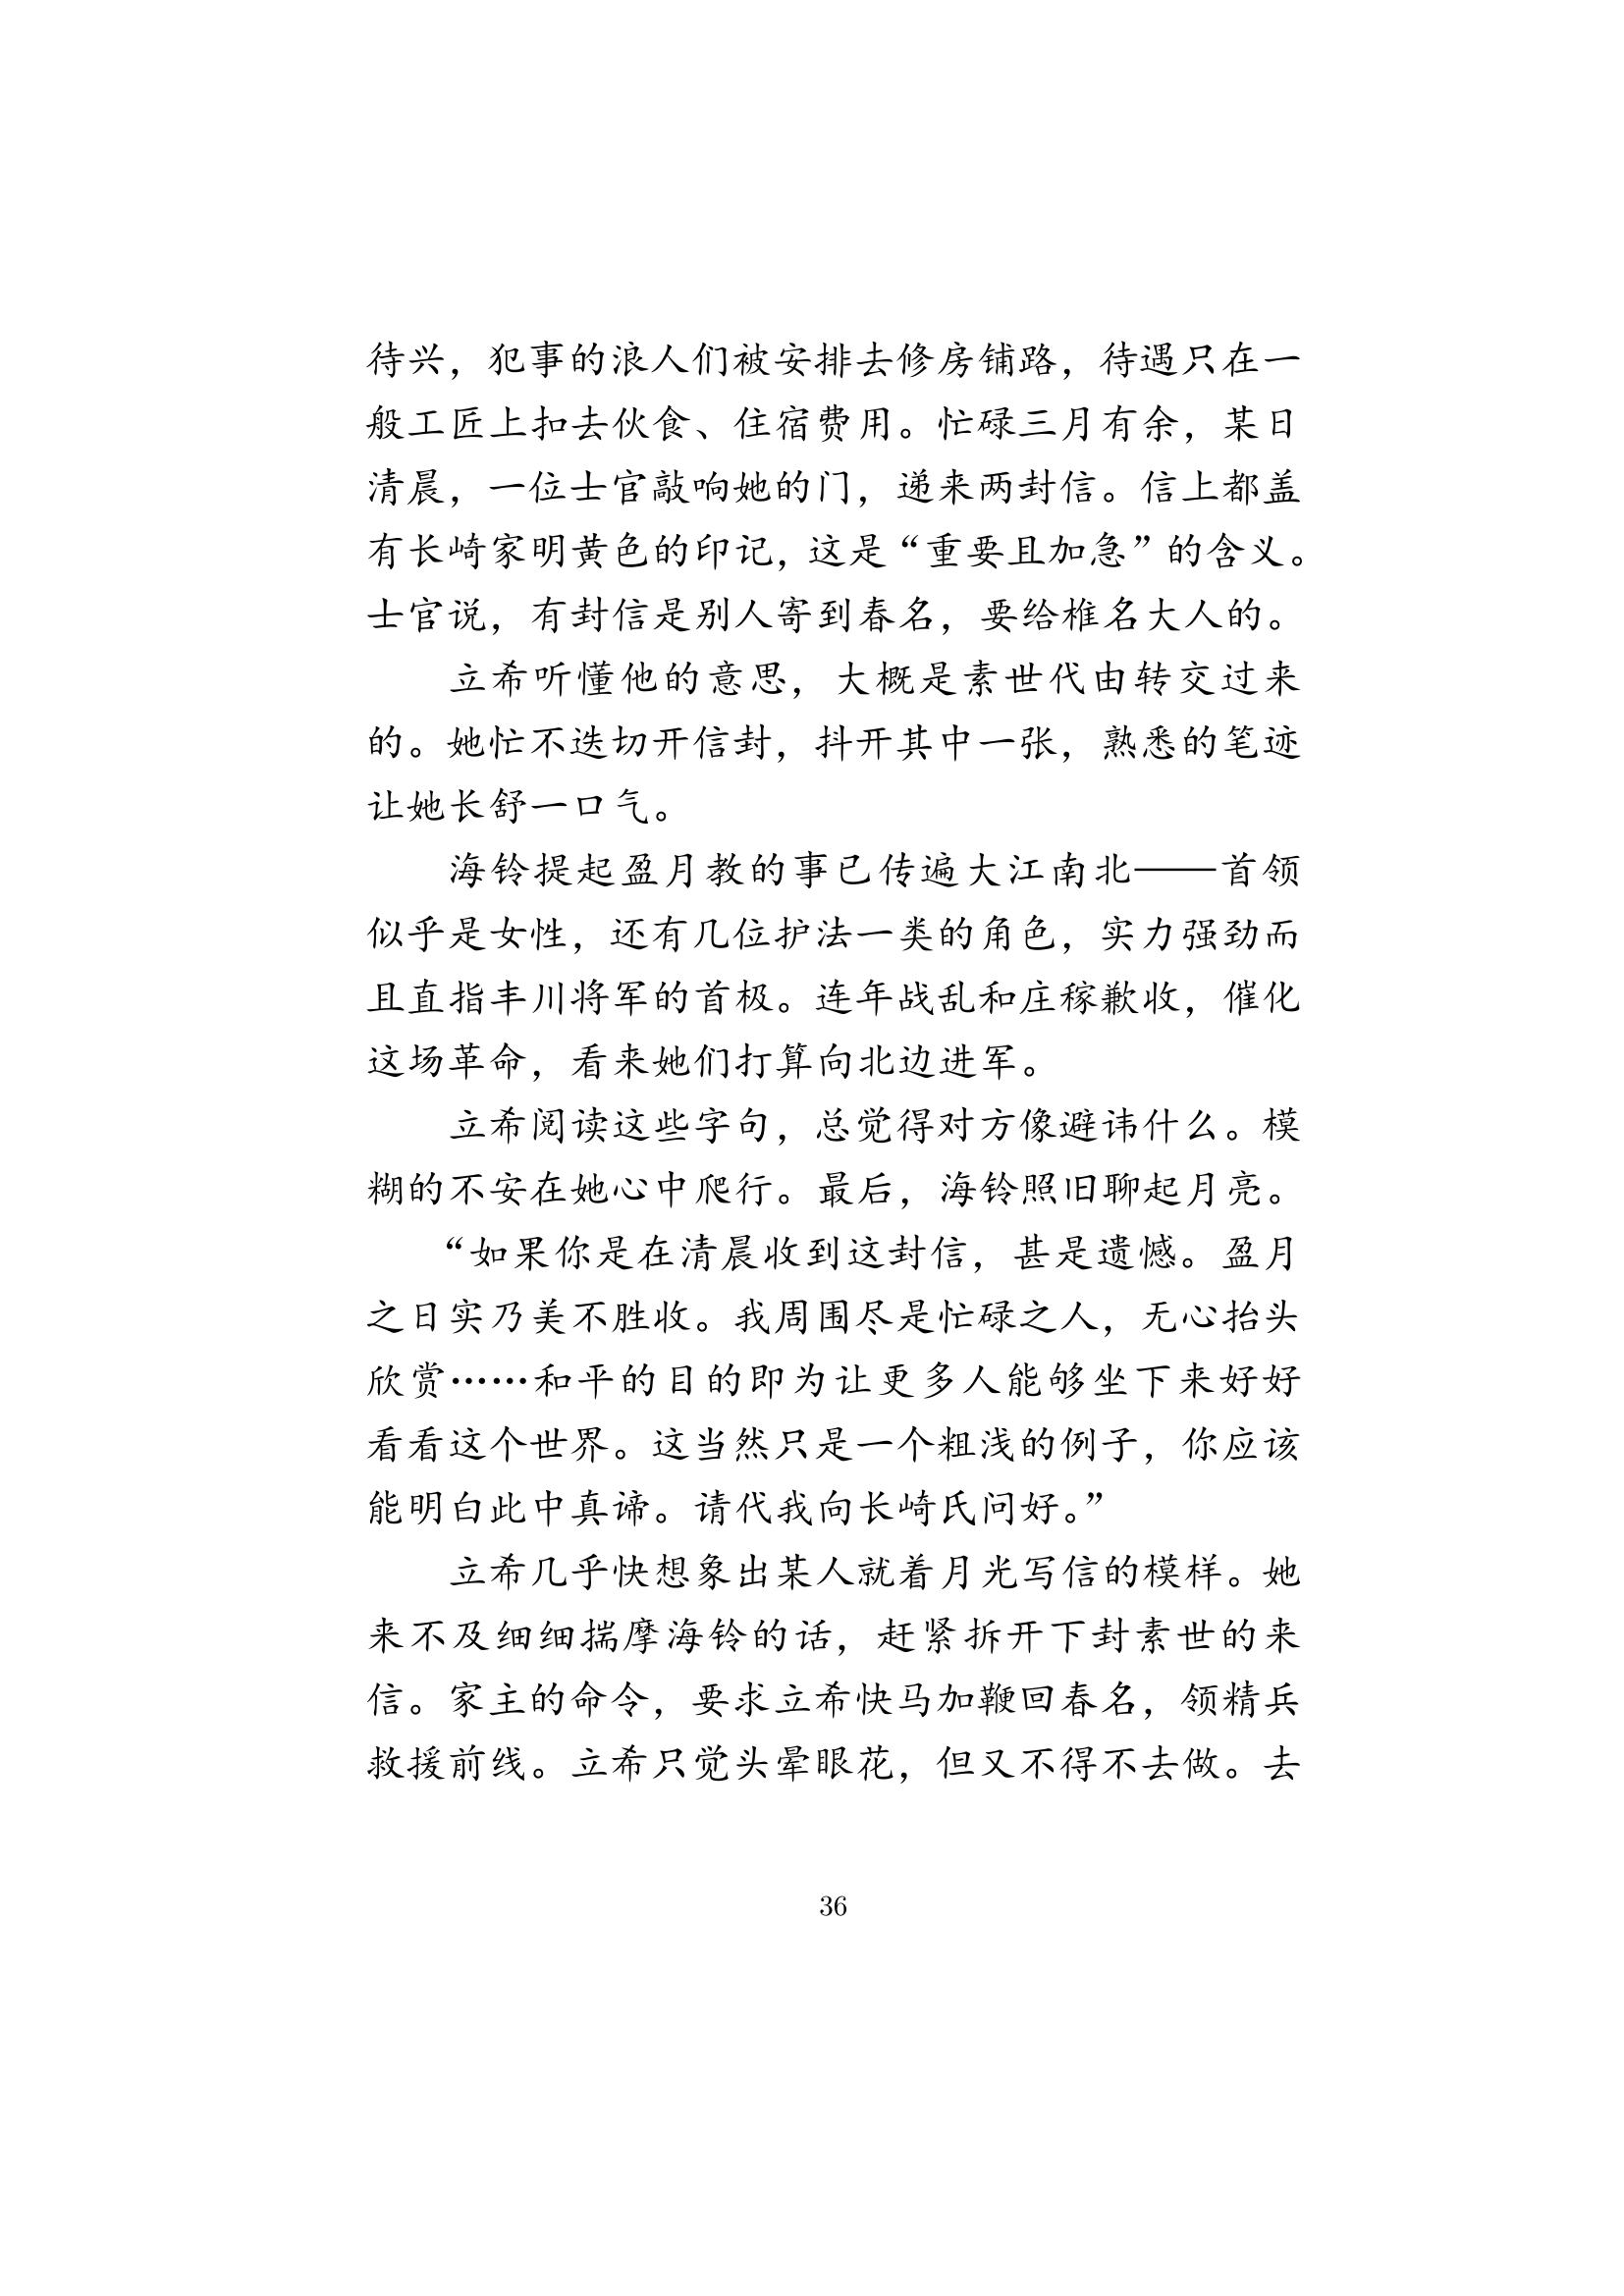 待兴，犯事的浪人们被安排去修房铺路，待遇只在一
般工匠上扣去伙食、住宿费用。忙碌三月有余，某日
清晨，一位士官敲响她的门，递来两封信。信上都盖
有长崎家明黄色的印记，这是“重要且加急”的含义。
士官说，有封信是别人寄到春名，要给椎名大人的。
立希听懂他的意思，大概是素世代由转交过来
的。她忙不迭切开信封，抖开其中一张，熟悉的笔迹
让她长舒一口气。
海铃提起盈月教的事已传遍大江南北——首领
似乎是女性，还有几位护法一类的角色，实力强劲而
且直指丰川将军的首极。连年战乱和庄稼歉收，催化
这场革命，看来她们打算向北边进军。
立希阅读这些字句，总觉得对方像避讳什么。模
糊的不安在她心中爬行。最后，海铃照旧聊起月亮。
“如果你是在清晨收到这封信，甚是遗憾。盈月
之日实乃美不胜收。我周围尽是忙碌之人，无心抬头
欣赏……和平的目的即为让更多人能够坐下来好好
看看这个世界。这当然只是一个粗浅的例子，你应该
能明白此中真谛。请代我向长崎氏问好。”
立希几乎快想象出某人就着月光写信的模样。她
来不及细细揣摩海铃的话，赶紧拆开下封素世的来
信。家主的命令，要求立希快马加鞭回春名，领精兵
救援前线。立希只觉头晕眼花，但又不得不去做。去
36